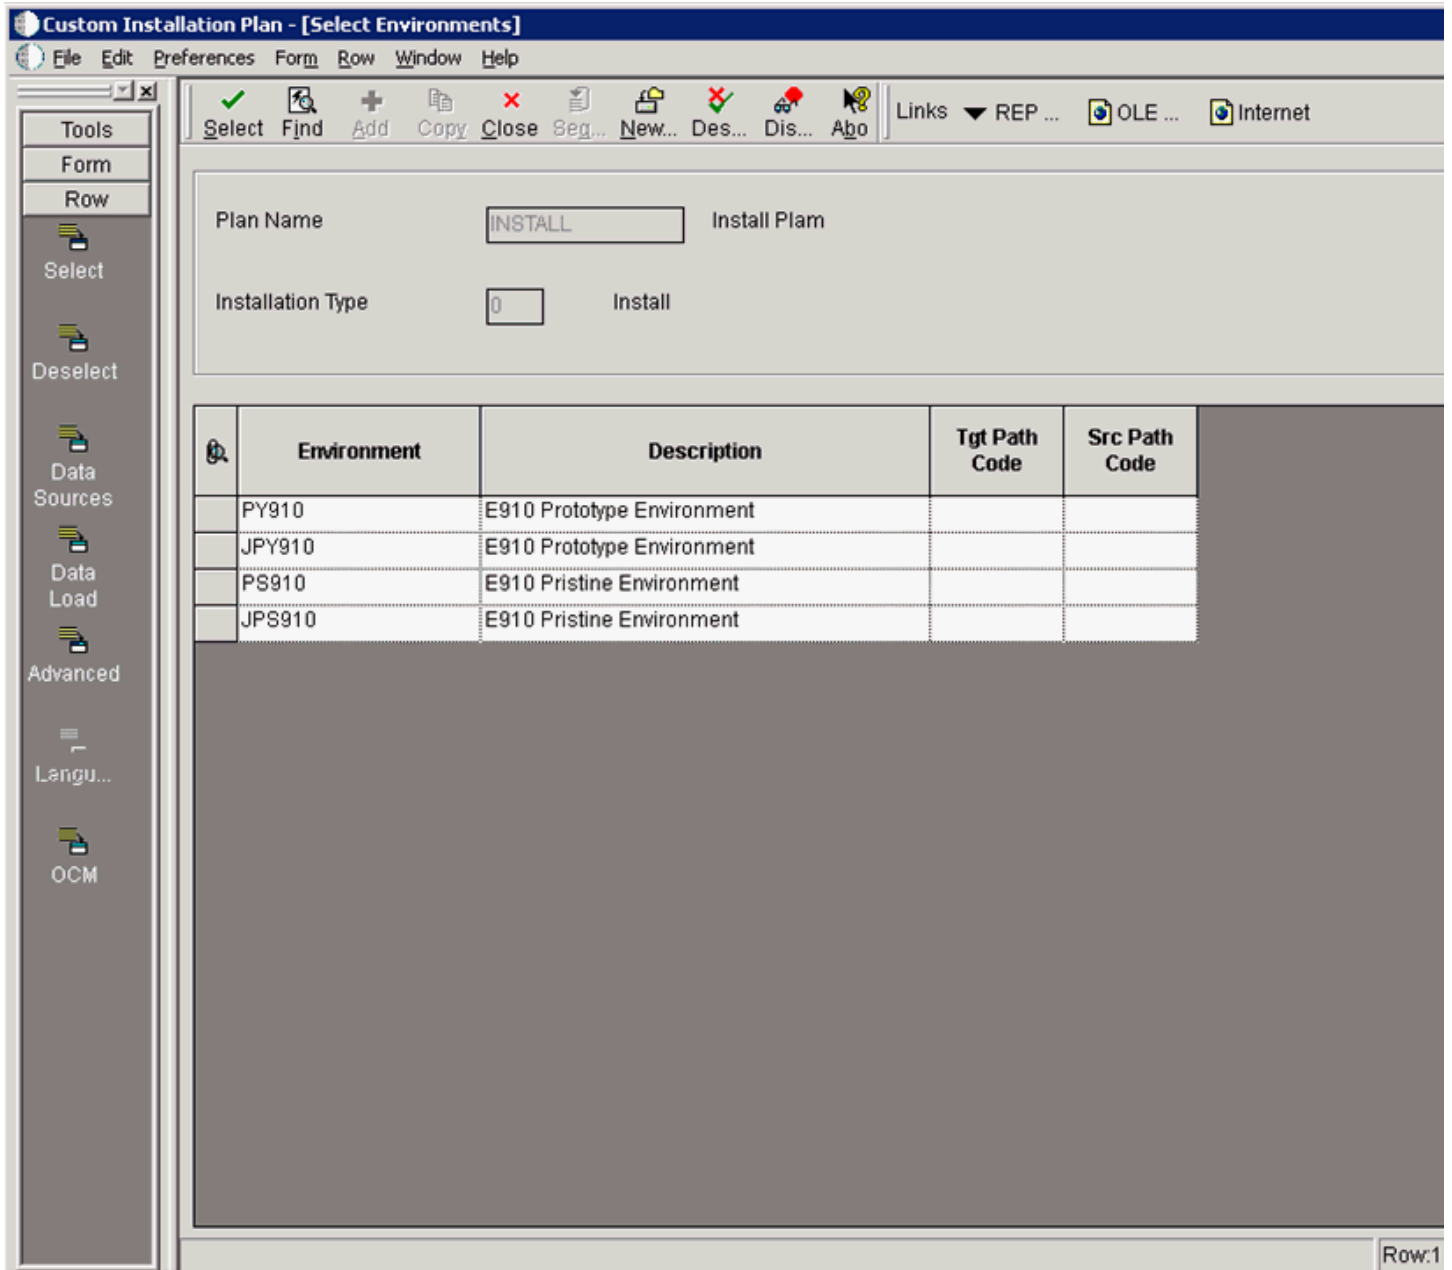 Custom Installation Plan - [Select Environments]
File Edit Preferences Form Row Window Help
Tools
Form
Row
Select
Deselect
Data
Sources
Data
Load
Advanced
Langu...
OCM
Select Find Add Copy Close Seq... New... Des... Dis... Abo Links REP ... OLE ... Internet
Plan Name INSTALL Install Plam
Installation Type 0 Install
Environment Description Tgt Path Code Src Path Code
PY910 E910 Prototype Environment
JPY910 E910 Prototype Environment
PS910 E910 Pristine Environment
JPS910 E910 Pristine Environment
Row:1